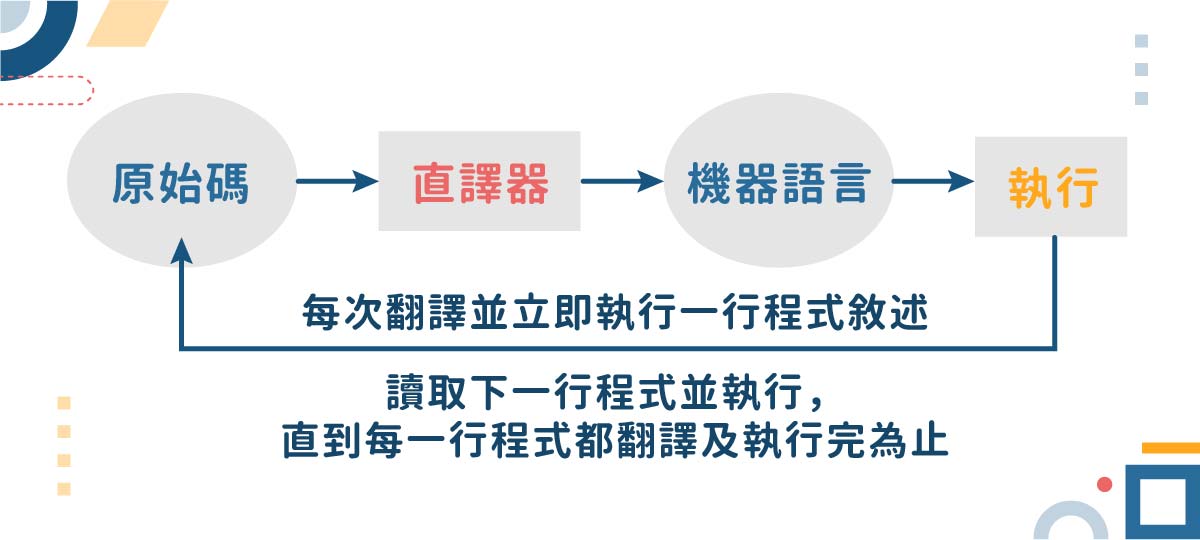 原始碼
直譯器
機器語言
執行
每次翻譯並立即執行一行程式敘述
讀取下一行程式並執行，
直到每一行程式都翻譯及執行完為止